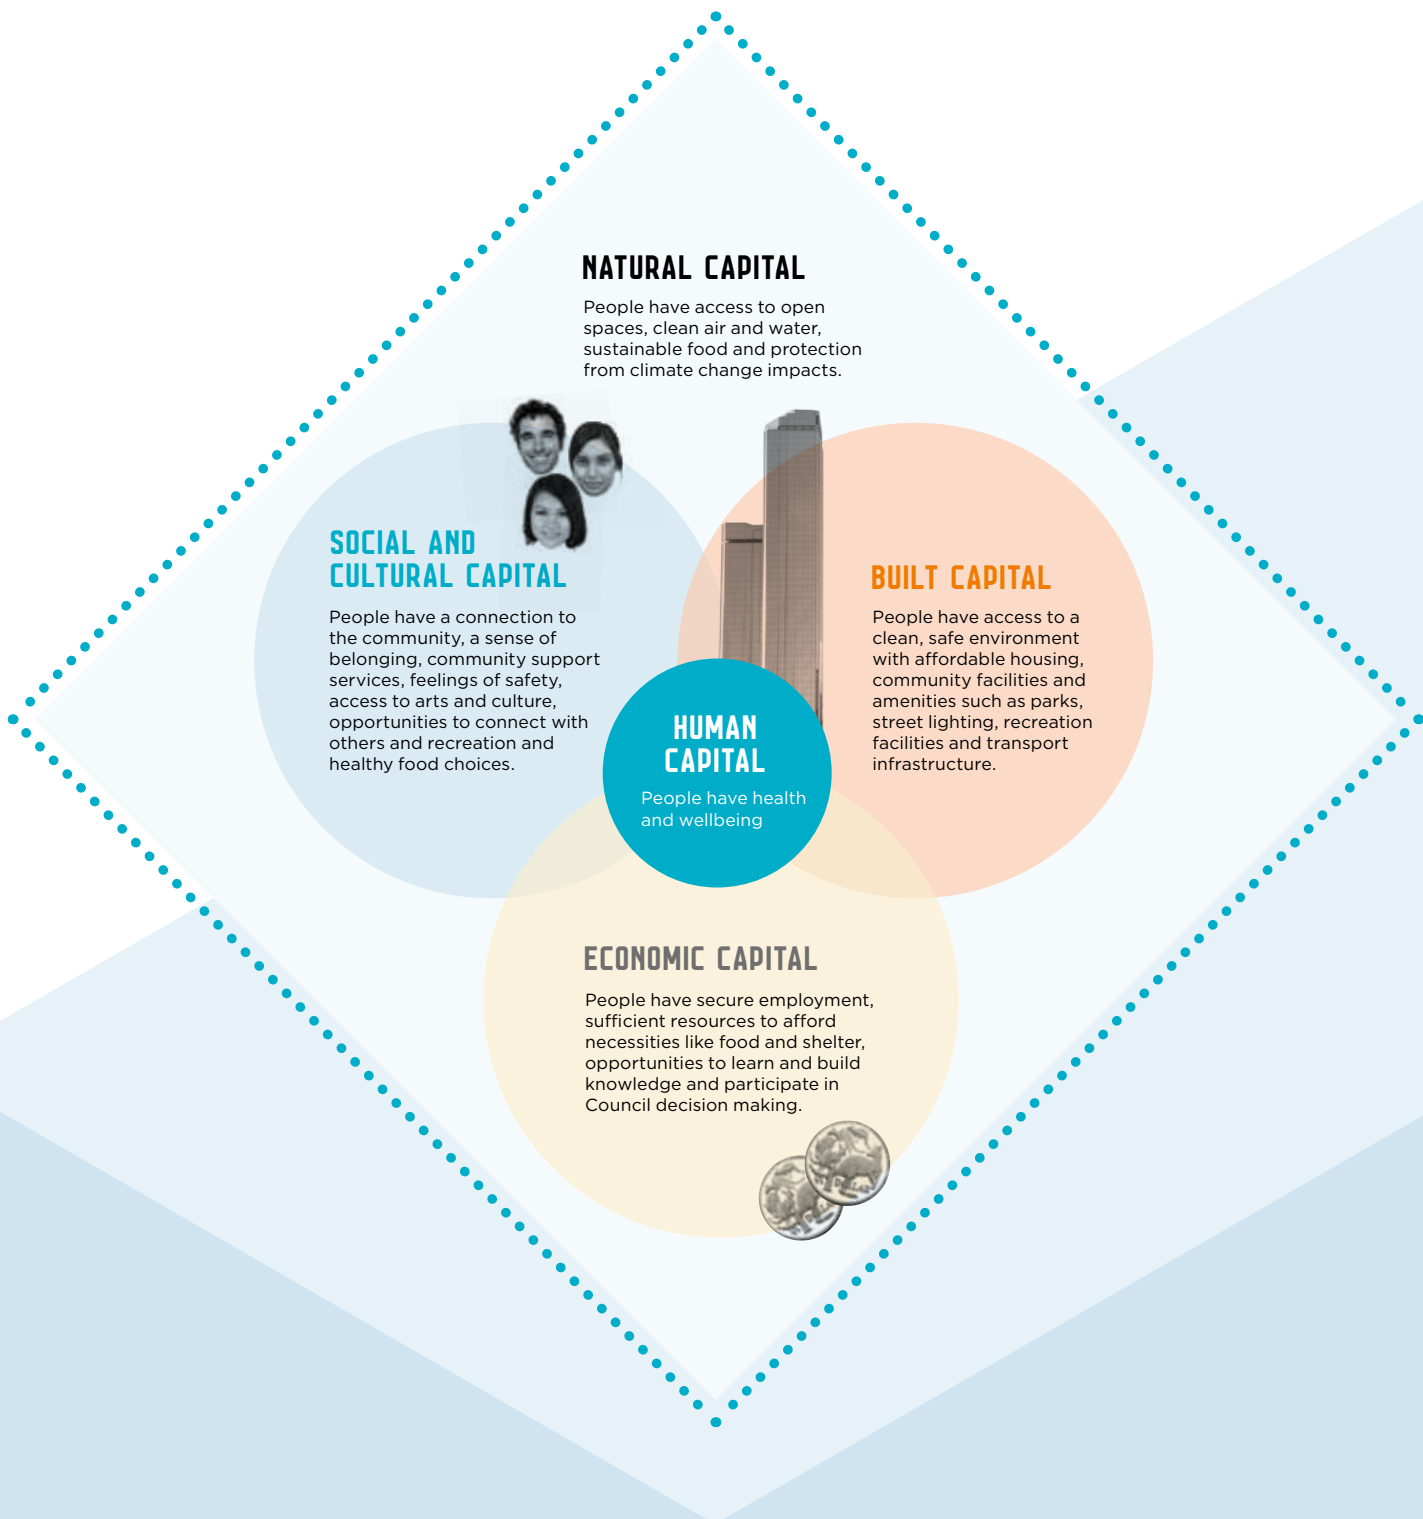 NATURAL CAPITAL
People have access to open
spaces, clean air and water,
sustainable food and protection
from climate change impacts.
SOCIAL AND
CULTURAL CAPITAL
People have a connection to
the community, a sense of
belonging, community support
services, feelings of safety,
access to arts and culture,
opportunities to connect with
others and recreation and
healthy food choices.
BUILT CAPITAL
People have access to a
clean, safe environment
with affordable housing,
community facilities and
amenities such as parks,
street lighting, recreation
facilities and transport
infrastructure.
HUMAN
CAPITAL
People have health
and wellbeing
ECONOMIC CAPITAL
People have secure employment,
sufficient resources to afford
necessities like food and shelter,
opportunities to learn and build
knowledge and participate in
Council decision making.